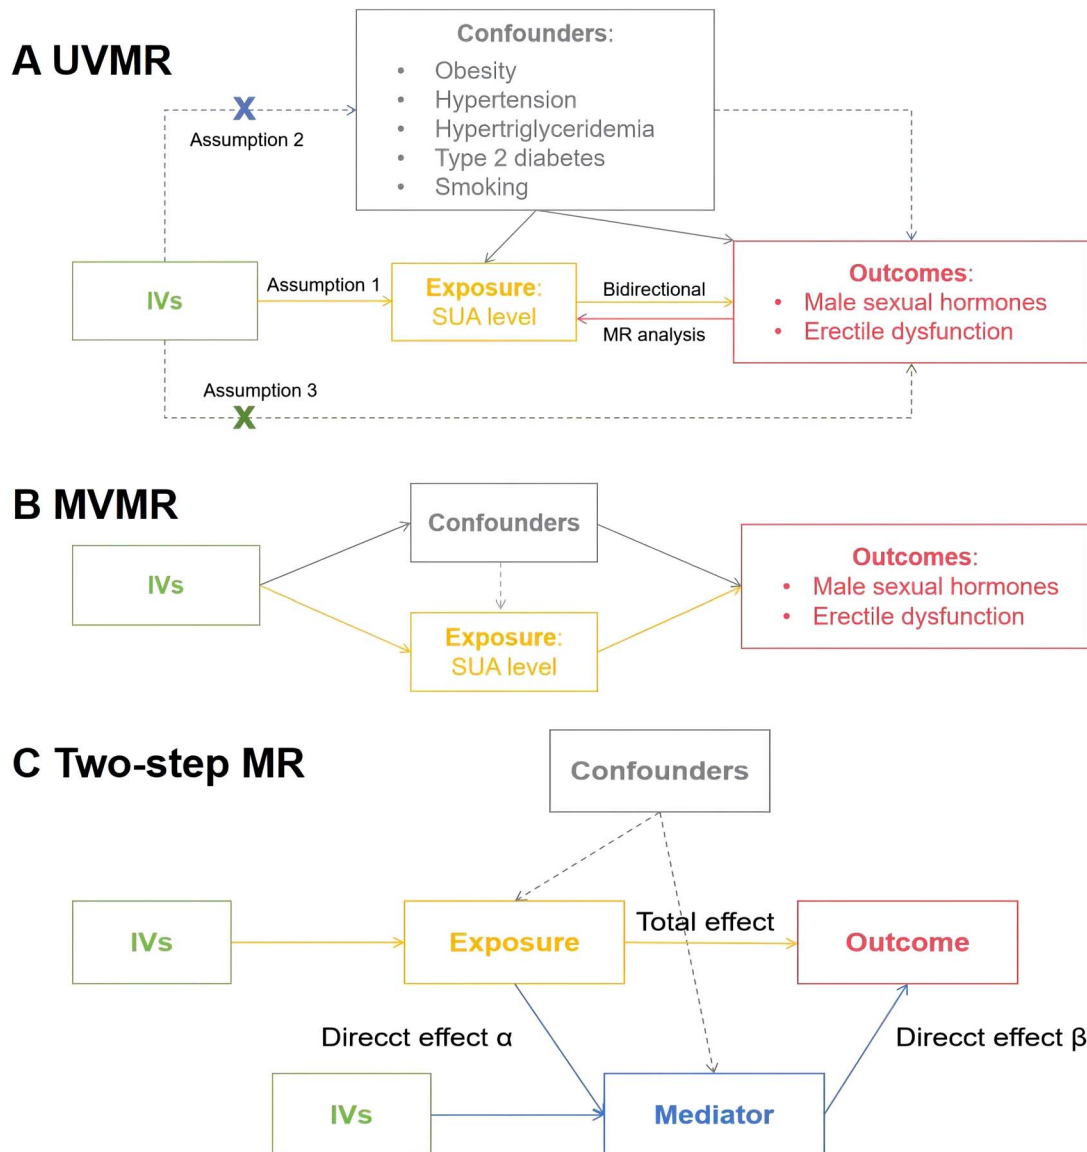 A UVMR
Confounders:
• Obesity
• Hypertension
• Hypertriglyceridemia
• Type 2 diabetes
• Smoking
X
Assumption 2
IVs
Assumption 1
Exposure:
SUA level
Bidirectional
MR analysis
Outcomes:
• Male sexual hormones
• Erectile dysfunction
Assumption 3
X
B MVMR
IVs
Confounders
Exposure:
SUA level
Outcomes:
• Male sexual hormones
• Erectile dysfunction
C Two-step MR
Confounders
IVs
Exposure
Total effect
Outcome
Direcct effect α
Direcct effect β
IVs
Mediator